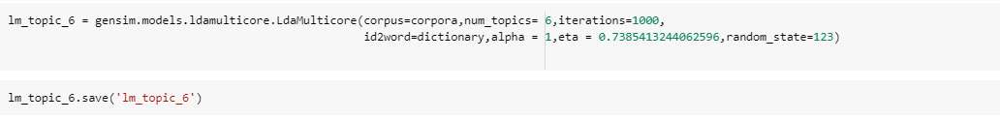 lm_topic_6 = gensim.models.ldamulticore.LdaMulticore(corpus=corpora,num_topics= 6,iterations=1000,
id2word=dictionary,alpha = 1,eta = 0.7385413244062596,random_state=123)
lm_topic_6.save('lm_topic_6')